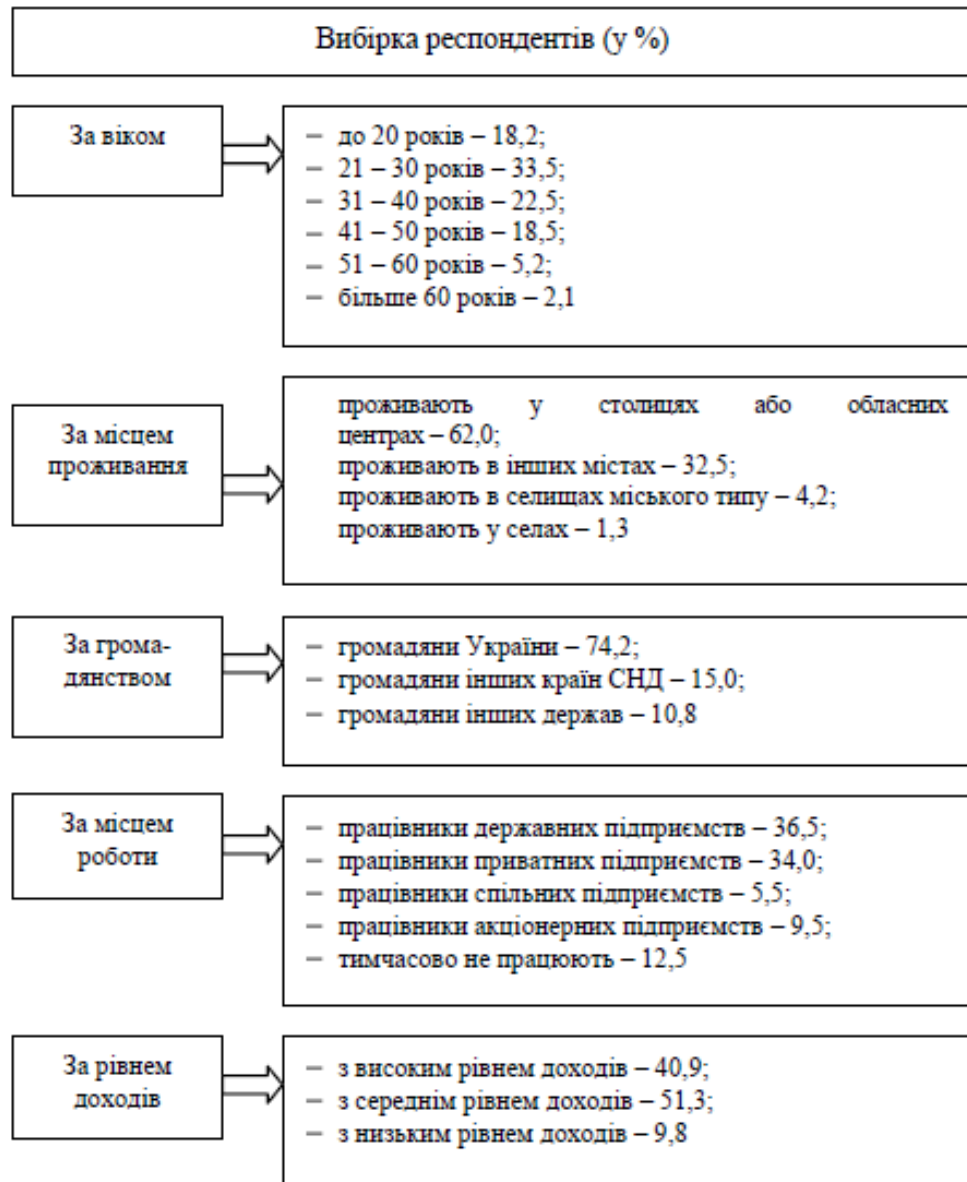 Вибірка респондентів (у %)
За віком
– до 20 років – 18,2;
– 21 – 30 років – 33,5;
– 31 – 40 років – 22,5;
– 41 – 50 років – 18,5;
– 51 – 60 років – 5,2;
– більше 60 років – 2,1
За місцем
проживання
проживають у столицях або обласних
центрах – 62,0;
проживають в інших містах – 32,5;
проживають в селищах міського типу – 4,2;
проживають у селах – 1,3
За грома-
дянством
– громадяни України – 74,2;
– громадяни інших країн СНД – 15,0;
– громадяни інших держав – 10,8
За місцем
роботи
– працівники державних підприємств – 36,5;
– працівники приватних підприємств – 34,0;
– працівники спільних підприємств – 5,5;
– працівники акціонерних підприємств – 9,5;
– тимчасово не працюють – 12,5
За рівнем
доходів
– з високим рівнем доходів – 40,9;
– з середнім рівнем доходів – 51,3;
– з низьким рівнем доходів – 9,8